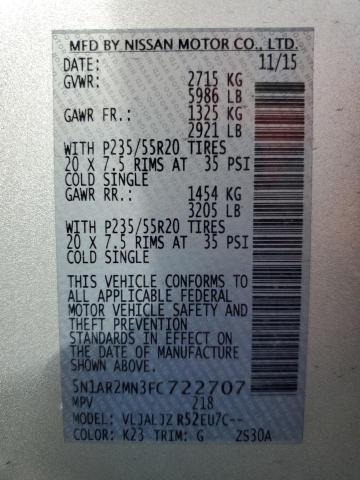 MFD BY NISSAN MOTOR CO., LTD.
DATE: 11/15
GVWR: 2715 KG
5986 LB
GAWR FR.: 1325 KG
2921 LB
WITH P235/55R20 TIRES
20 X 7.5 RIMS AT 35 PSI
COLD SINGLE
GAWR RR.: 1454 KG
3205 LB
WITH P235/55R20 TIRES
20 X 7.5 RIMS AT 35 PSI
COLD SINGLE
THIS VEHICLE CONFORMS TO
ALL APPLICABLE FEDERAL
MOTOR VEHICLE SAFETY AND
THEFT PREVENTION
STANDARDS IN EFFECT ON
THE DATE OF MANUFACTURE
SHOWN ABOVE.
5N1AR2MN3FC722707
MPV 218
MODEL: VLJALJZ R52EU7C--
COLOR: K23 TRIM: G ZS30A